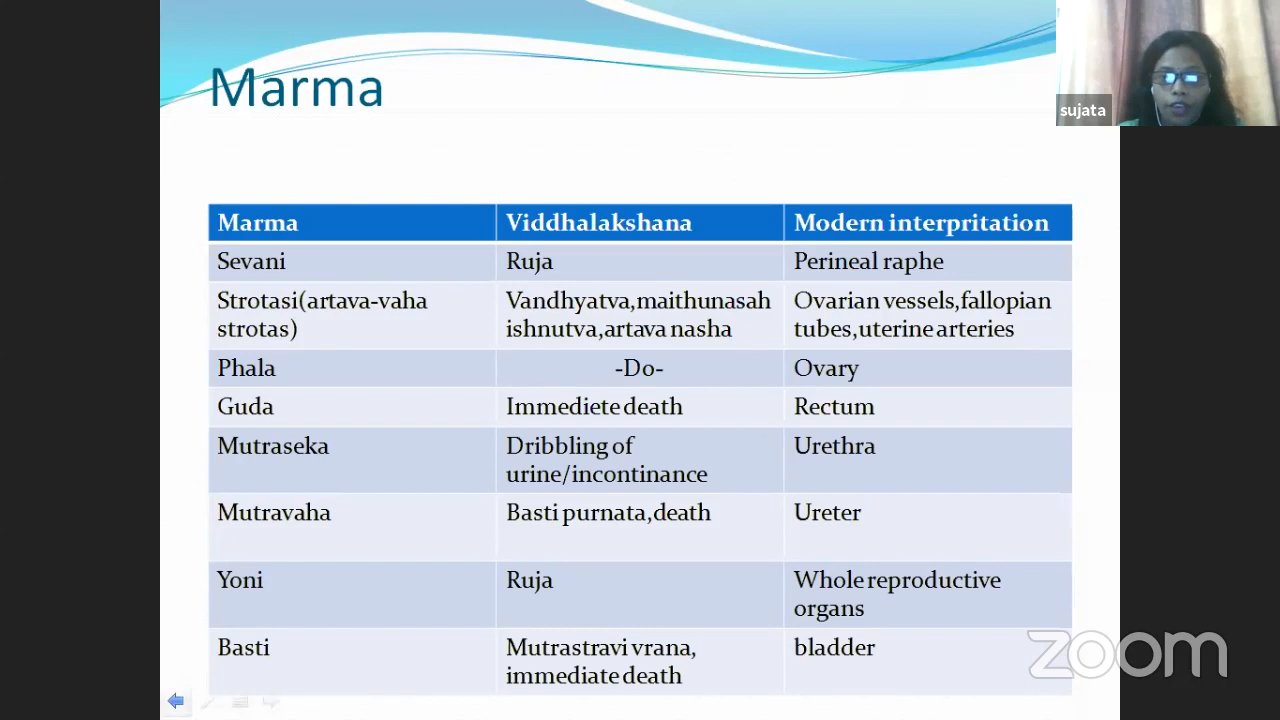 Marma
sujata
Marma Viddhalakshana Modern interpritation
Sevani Ruja Perineal raphe
Strotasi(artava-vaha Vandhyatva,maithunasah Ovarian vessels,fallopian
strotas) ishnutva,artava nasha tubes,uterine arteries
Phala -Do- Ovary
Guda Immediete death Rectum
Mutraseka Dribbling of Urethra
urine/incontinance
Mutravaha Basti purnata,death Ureter
Yoni Ruja Whole reproductive
organs
Basti Mutrastravi vrana, bladder
immediate death
zoom